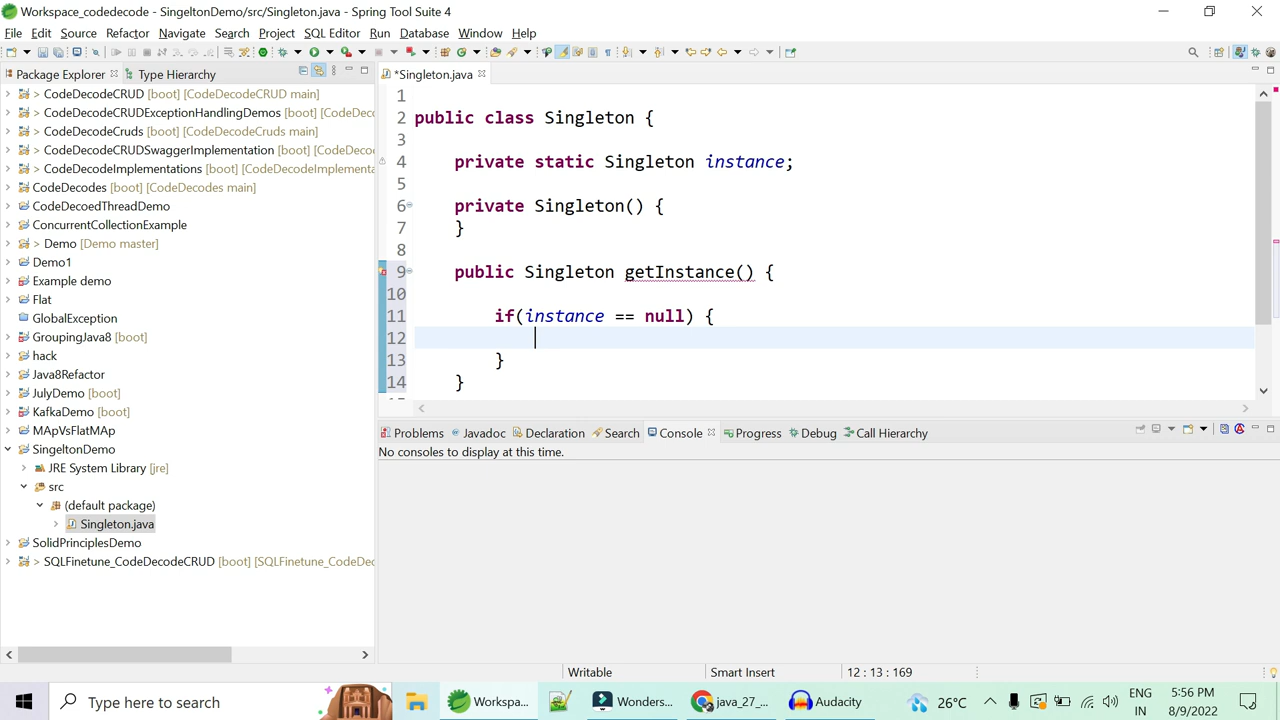 Workspace_codedecode - SingeltonDemo/src/Singleton.java - Spring Tool Suite 4
File Edit Source Refactor Navigate Search Project SQL Editor Run Database Window Help
Package Explorer Type Hierarchy
> CodeDecodeCRUD [boot] [CodeDecodeCRUD main]
> CodeDecodeCRUDExceptionHandlingDemos [boot] [CodeDec
> CodeDecodeCruds [boot] [CodeDecodeCruds main]
> CodeDecodeCRUDSwaggerImplementation [boot] [CodeDeco
> CodeDecodeImplementations [boot] [CodeDecodeImplementa
CodeDecodes [boot] [CodeDecodes main]
CodeDecoedThreadDemo
ConcurrentCollectionExample
> Demo [Demo master]
Demo1
Example demo
Flat
GlobalException
GroupingJava8 [boot]
hack
Java8Refactor
JulyDemo [boot]
KafkaDemo [boot]
MApVsFlatMAp
SingeltonDemo
JRE System Library [jre]
src
(default package)
Singleton.java
SolidPrinciplesDemo
> SQLFinetune_CodeDecodeCRUD [boot] [SQLFinetune_CodeDec
*Singleton.java
1
2 public class Singleton {
3
4 private static Singleton instance;
5
6 private Singleton() {
7 }
8
9 public Singleton getInstance() {
10
11 if(instance == null) {
12
13 }
14 }
Problems Javadoc Declaration Search Console Progress Debug Call Hierarchy
No consoles to display at this time.
Writable Smart Insert 12 : 13 : 169
Type here to search
Workspa...
Wonders...
java_27_...
Audacity
26°C
ENG
IN
5:56 PM
8/9/2022